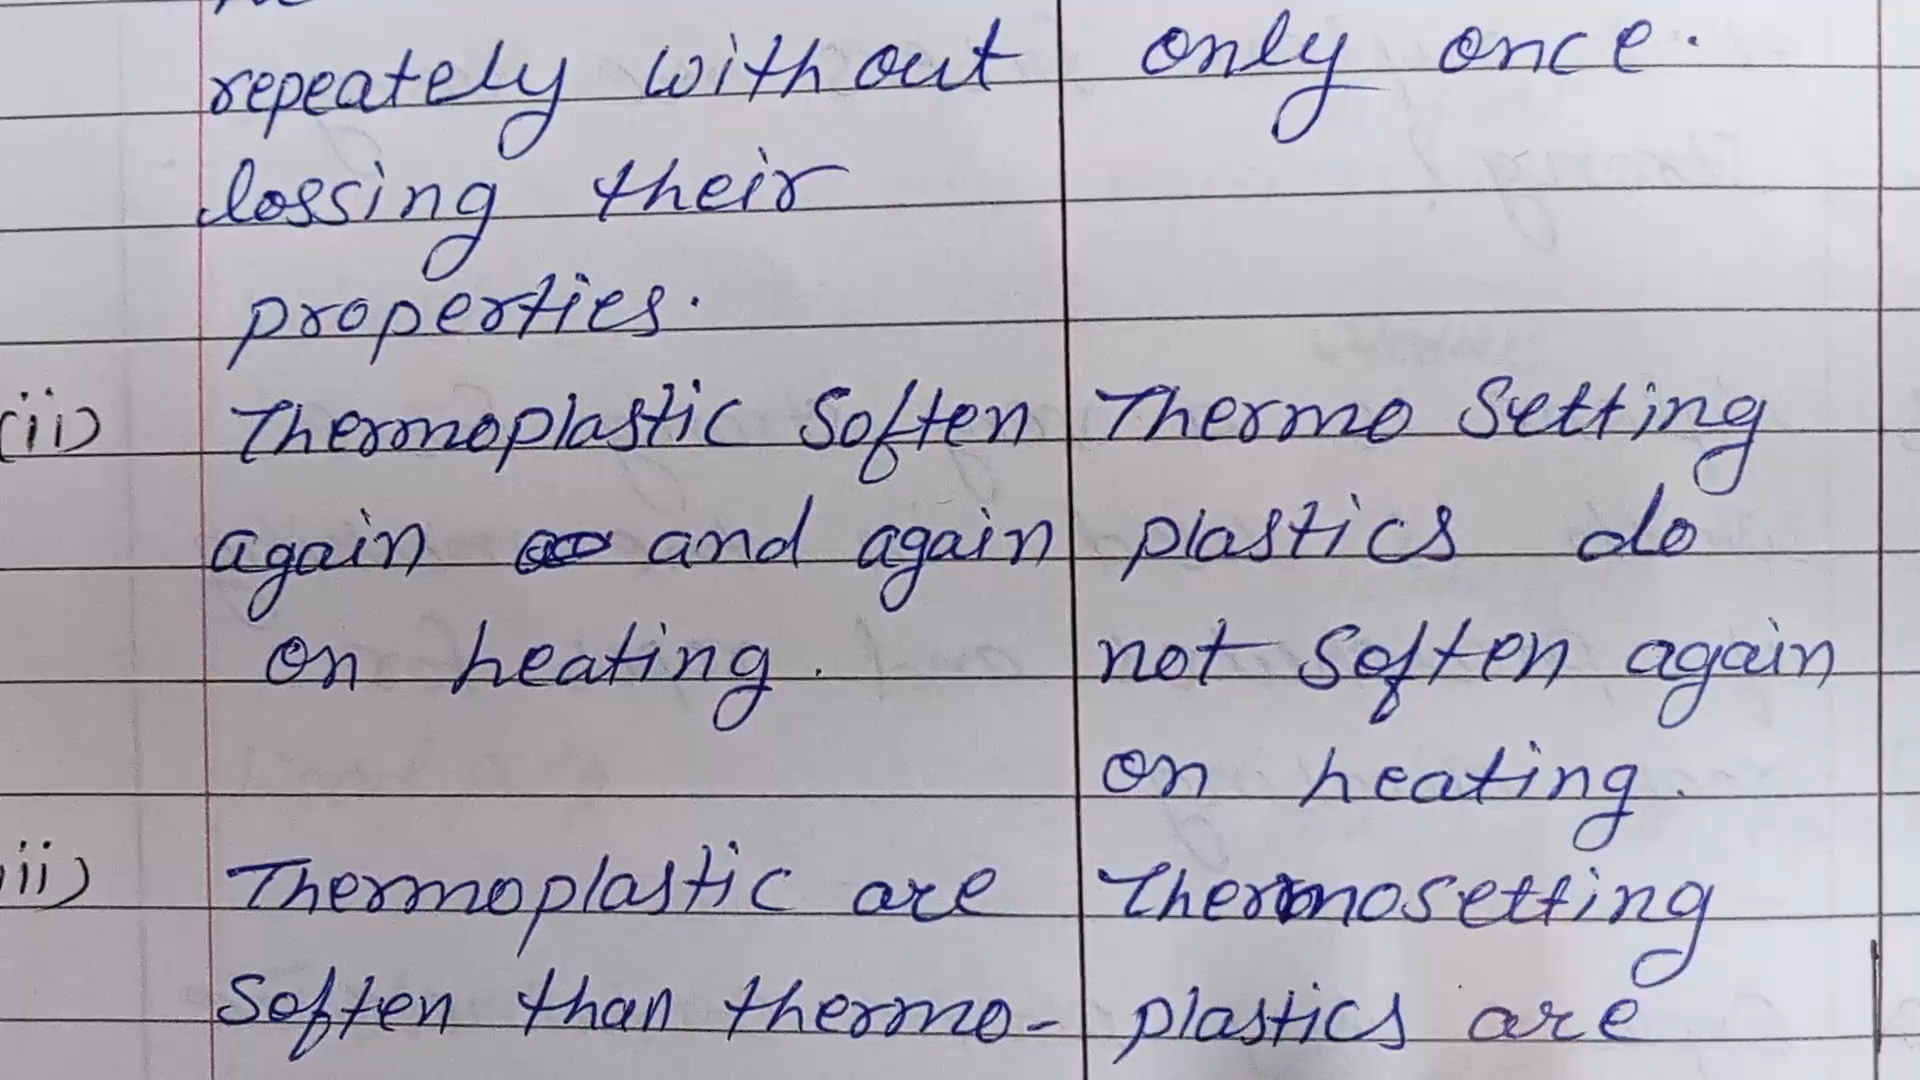 repeately without
lossing their
properties.
only once.
(ii) Thermoplastic Soften
again and again
on heating.
Thermo Setting
plastics do
not Soften again
on heating.
iii) Thermoplastic are
Soften than thermo-
Thermosetting
plastics are